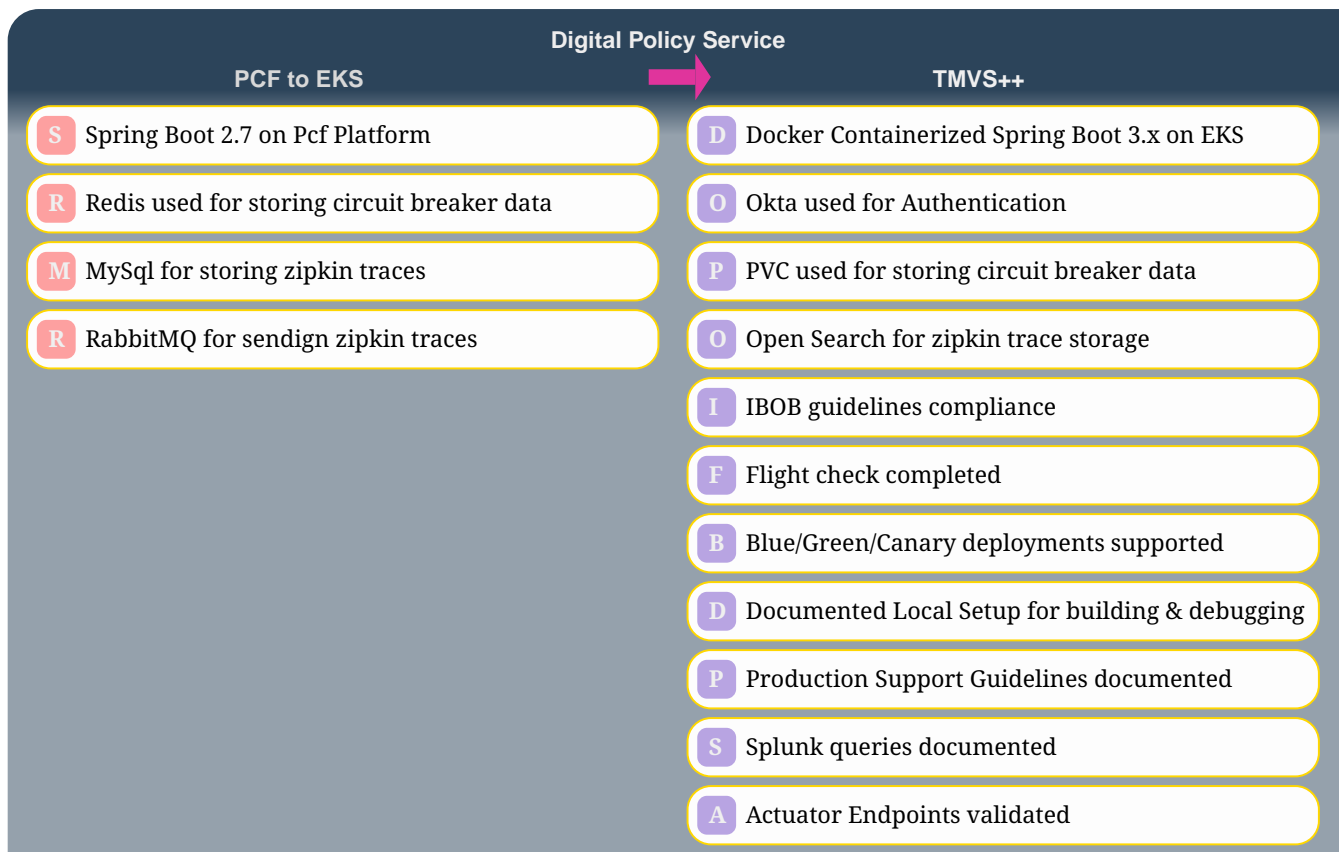 Digital Policy Service
PCF to EKS
TMVS++
S Spring Boot 2.7 on Pcf Platform
R Redis used for storing circuit breaker data
M MySql for storing zipkin traces
R RabbitMQ for sendign zipkin traces
D Docker Containerized Spring Boot 3.x on EKS
O Okta used for Authentication
P PVC used for storing circuit breaker data
O Open Search for zipkin trace storage
I IBOB guidelines compliance
F Flight check completed
B Blue/Green/Canary deployments supported
D Documented Local Setup for building & debugging
P Production Support Guidelines documented
S Splunk queries documented
A Actuator Endpoints validated